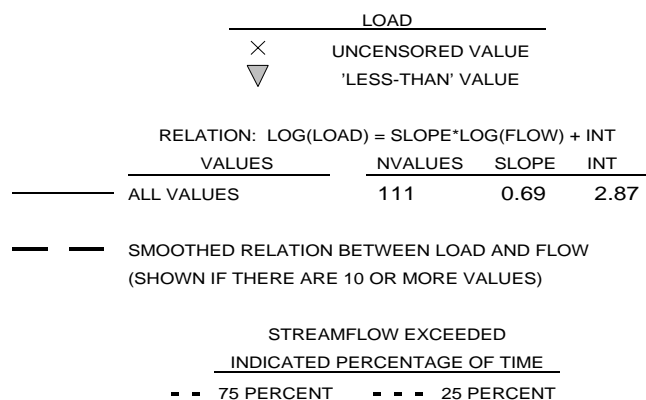 LOAD
UNCENSORED VALUE
'LESS-THAN' VALUE
RELATION: LOG(LOAD) = SLOPE*LOG(FLOW) + INT
VALUES NVALUES SLOPE INT
ALL VALUES 111 0.69 2.87
SMOOTHED RELATION BETWEEN LOAD AND FLOW
(SHOWN IF THERE ARE 10 OR MORE VALUES)
STREAMFLOW EXCEEDED
INDICATED PERCENTAGE OF TIME
75 PERCENT 25 PERCENT